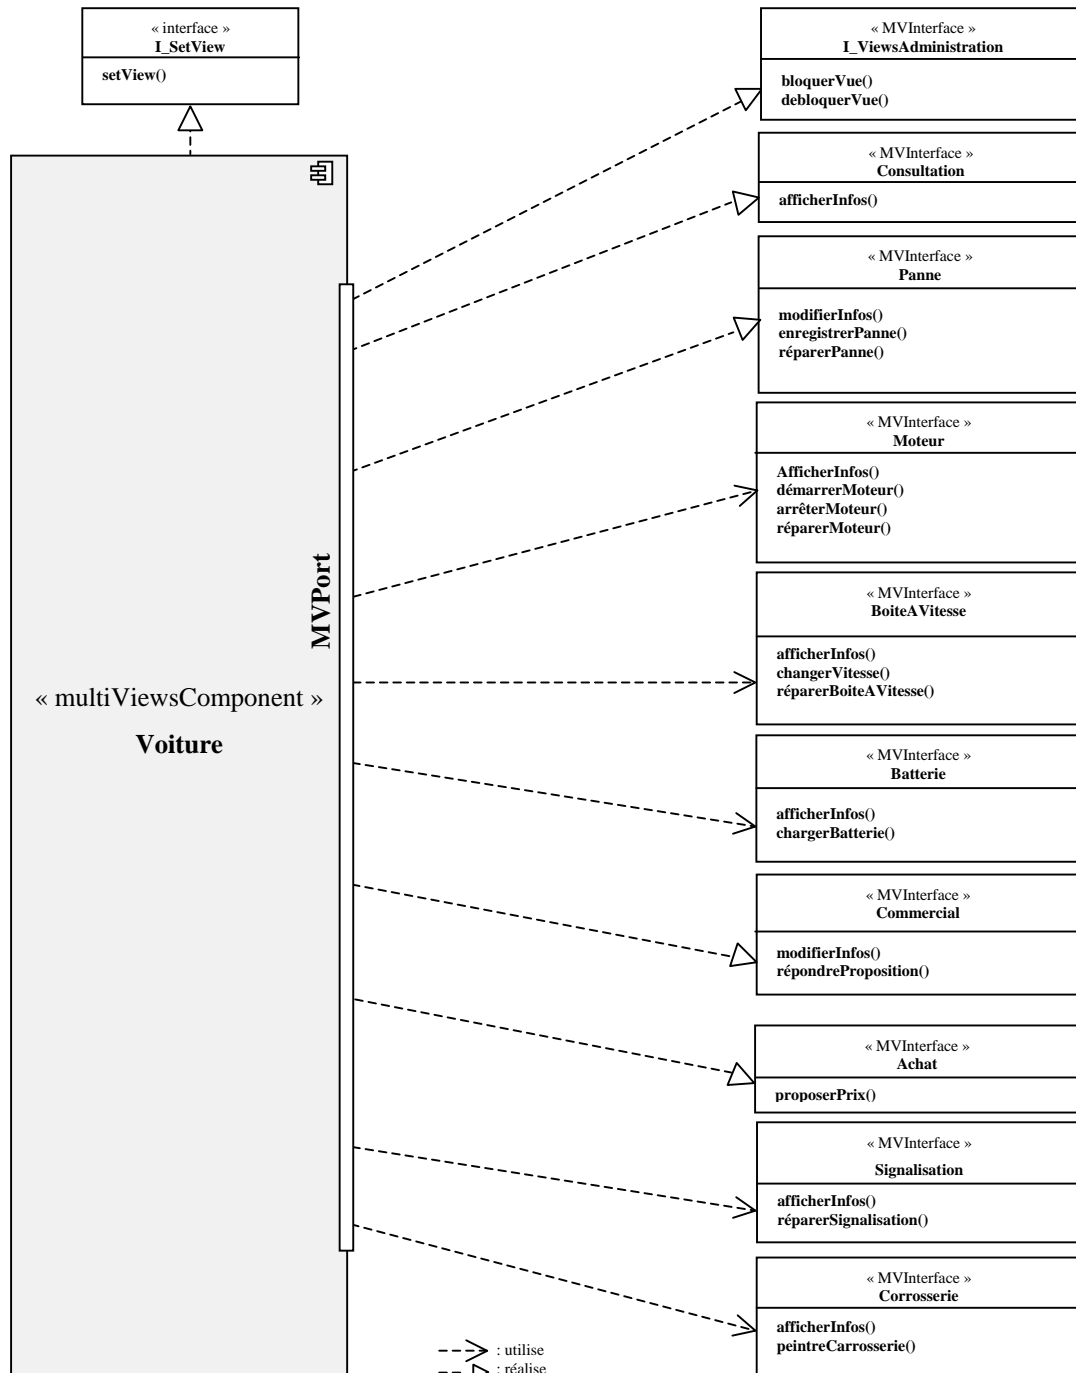 « interface »
I_SetView
setView()
« multiViewsComponent »
Voiture
MVPort
« MVInterface »
I_ViewsAdministration
bloquerVue()
debloquerVue()
« MVInterface »
Consultation
afficherInfos()
« MVInterface »
Panne
modifierInfos()
enregistrerPanne()
réparerPanne()
« MVInterface »
Moteur
AfficherInfos()
démarrerMoteur()
arrêterMoteur()
réparerMoteur()
« MVInterface »
BoiteAVitesse
afficherInfos()
changerVitesse()
réparerBoiteAVitesse()
« MVInterface »
Batterie
afficherInfos()
chargerBatterie()
« MVInterface »
Commercial
modifierInfos()
répondreProposition()
« MVInterface »
Achat
proposerPrix()
« MVInterface »
Signalisation
afficherInfos()
réparerSignalisation()
« MVInterface »
Corrosserie
afficherInfos()
peintreCarrosserie()
: utilise
: réalise